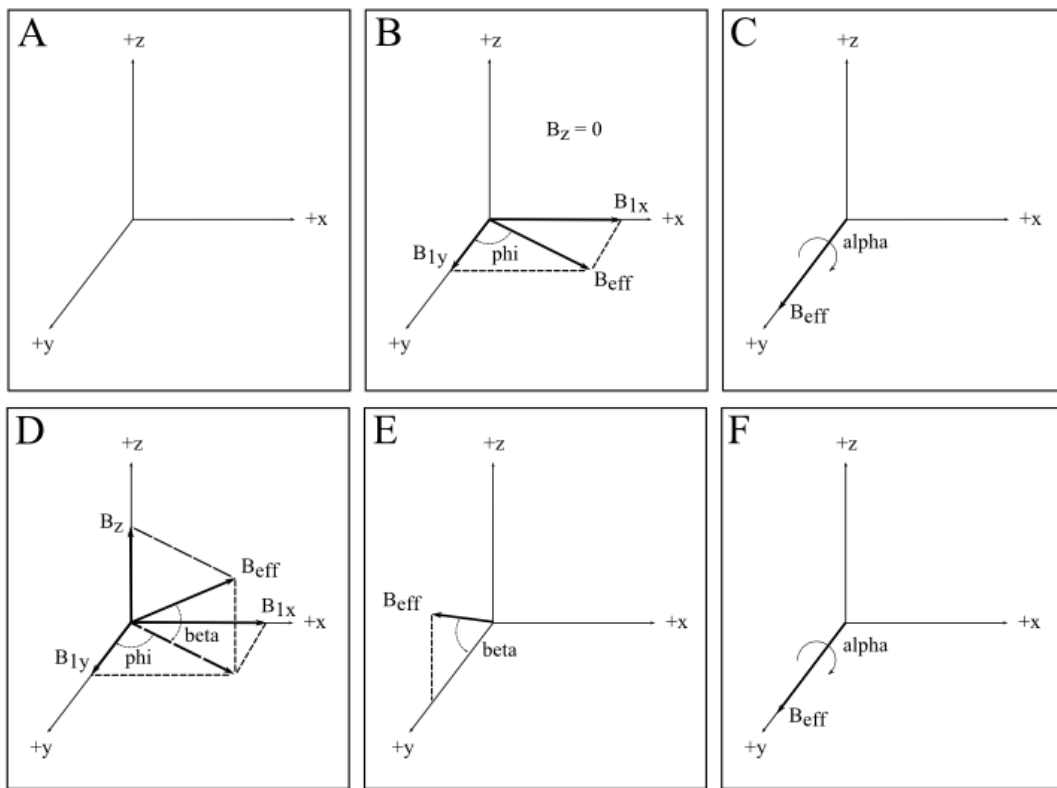 A
+z
+x
+y
B
+z
B_z = 0
B_1x
+x
B_1y
phi
B_eff
+y
C
+z
alpha
+x
B_eff
+y
D
+z
B_z
B_eff
B_1x
+x
beta
B_1y
phi
+y
E
+z
B_eff
+x
beta
+y
F
+z
+x
alpha
B_eff
+y